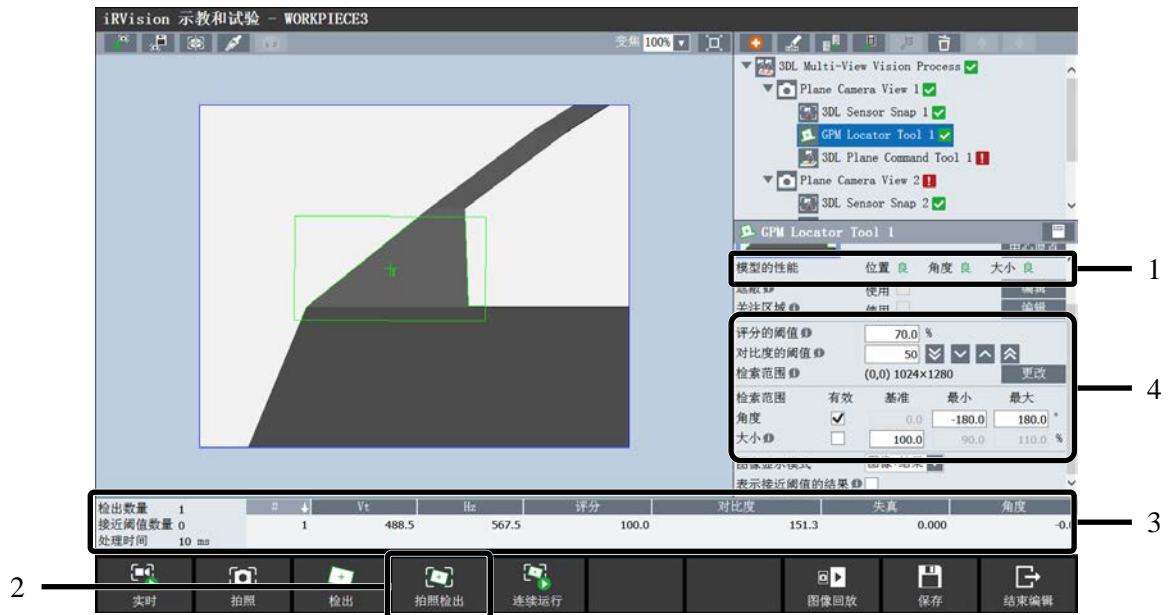 iRVision 示教和试验 - WORKPIECE3
变焦 100%
3DL Multi-View Vision Process
Plane Camera View 1
3DL Sensor Snap 1
GPM Locator Tool 1
3DL Plane Command Tool 1
Plane Camera View 2
3DL Sensor Snap 2
GPM Locator Tool 1
模型的性能 位置 良 角度 良 大小 良
1
使用 编辑
关注区域 使用 编辑
评分的阈值 70.0 %
对比度的阈值 50
检索范围 (0,0) 1024×1280 更改
4
检索范围 有效 基准 最小 最大
角度 0.0 -180.0 180.0 °
大小 100.0 90.0 110.0 %
图像显示模式 图像+结果
表示接近阈值的结果
检出数量 1 # Vt Hz 评分 对比度 失真 角度
接近阈值数量 0 1 488.5 567.5 100.0 151.3 0.000 -0.0
3
处理时间 10 ms
2
实时 拍照 检出 拍照检出 连续运行 图像回放 保存 结束编辑